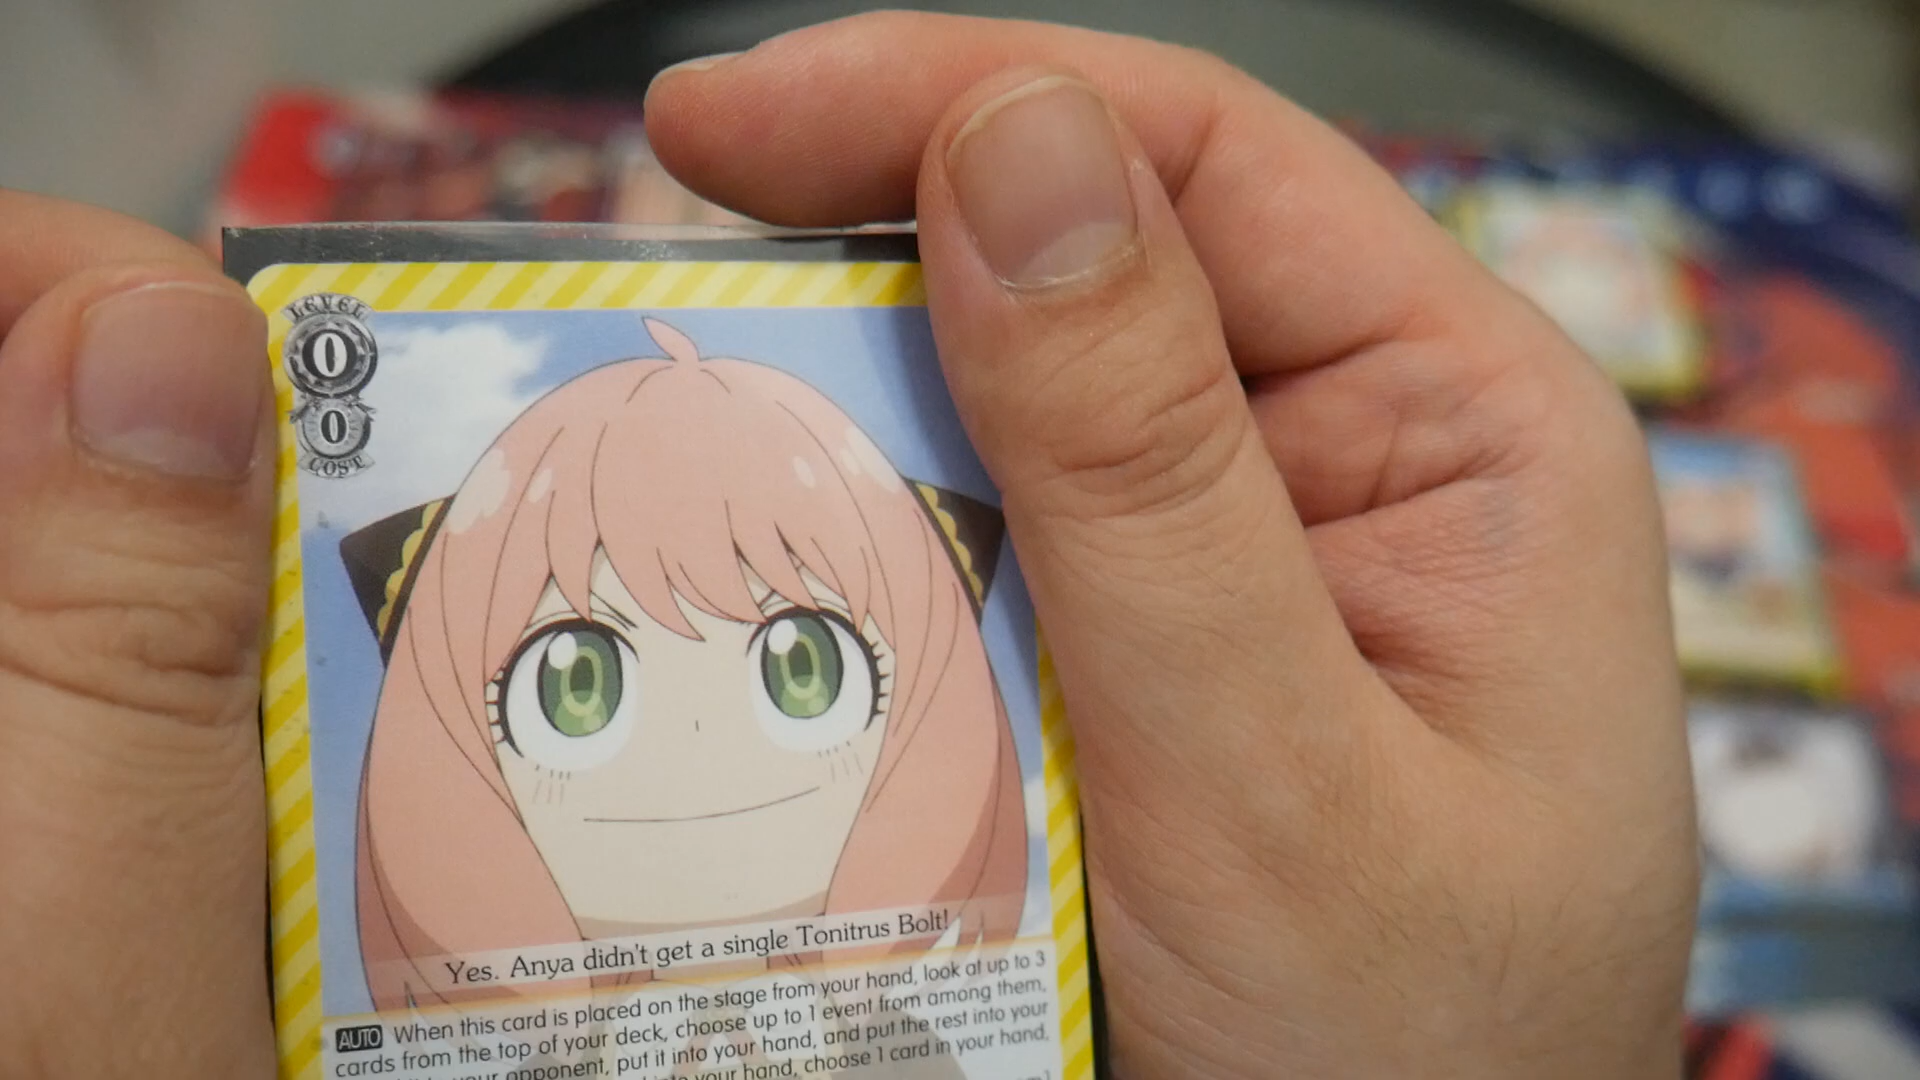 LEVEL
0
0
COST
Yes. Anya didn't get a single Tonitrus Bolt!
AUTO When this card is placed on the stage from your hand, look at up to 3
cards from the top of your deck, choose up to 1 event from among them,
your opponent, put it into your hand, and put the rest into your
into your hand, choose 1 card in your hand,